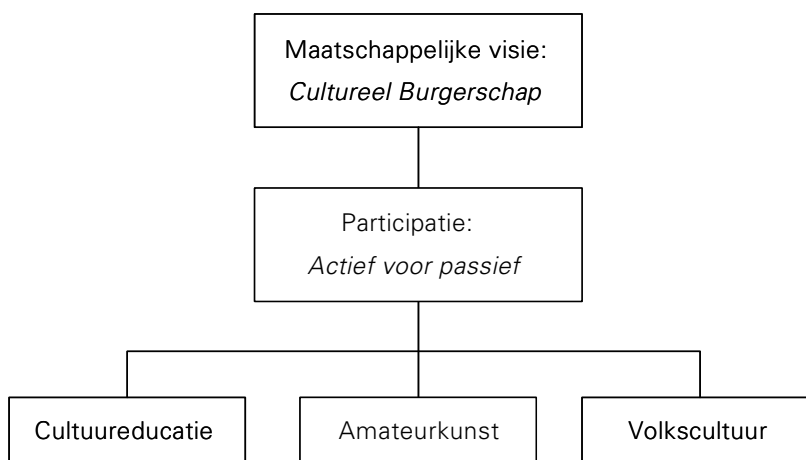 Maatschappelijke visie:
Cultureel Burgerschap
Participatie:
Actief voor passief
Cultuureducatie
Amateurkunst
Volkscultuur